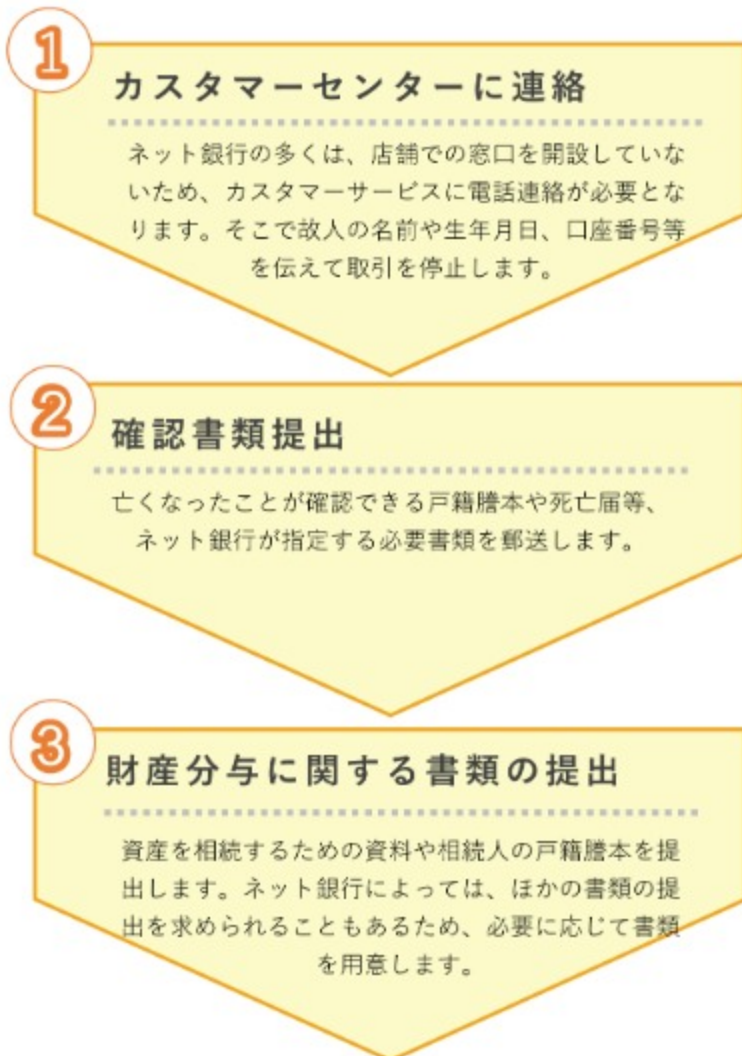 1
カスタマーセンターに連絡
ネット銀行の多くは、店舗での窓口を開設していな
いため、カスタマーサービスに電話連絡が必要とな
ります。そこで故人の名前や生年月日、口座番号等
を伝えて取引を停止します。
2
確認書類提出
亡くなったことが確認できる戸籍謄本や死亡届等、
ネット銀行が指定する必要書類を郵送します。
3
財産分与に関する書類の提出
資産を相続するための資料や相続人の戸籍謄本を提
出します。ネット銀行によっては、ほかの書類の提
出を求められることもあるため、必要に応じて書類
を用意します。